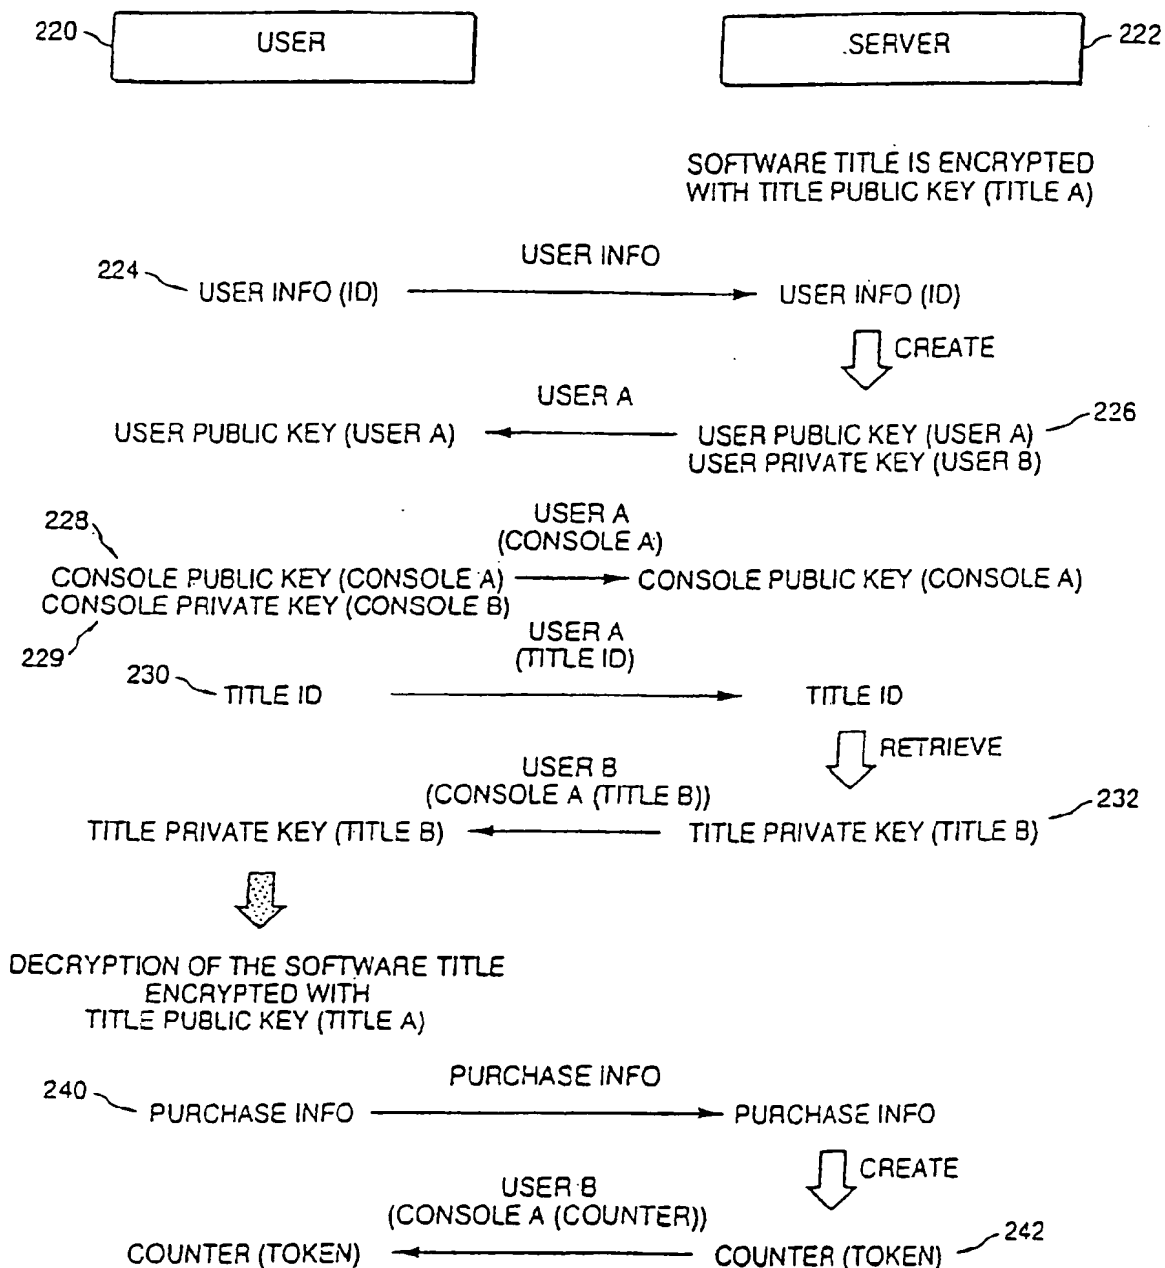 220
USER
.SERVER
222
SOFTWARE TITLE IS ENCRYPTED
WITH TITLE PUBLIC KEY (TITLE A)
USER INFO
224
USER INFO (ID)
USER INFO (ID)
CREATE
USER A
226
USER PUBLIC KEY (USER A)
USER PUBLIC KEY (USER A)
USER PRIVATE KEY (USER B)
USER A
(CONSOLE A)
228
CONSOLE PUBLIC KEY (CONSOLE A)
CONSOLE PUBLIC KEY (CONSOLE A)
CONSOLE PRIVATE KEY (CONSOLE B)
229
USER A
(TITLE ID)
230
TITLE ID
TITLE ID
RETRIEVE
USER B
(CONSOLE A (TITLE B))
232
TITLE PRIVATE KEY (TITLE B)
TITLE PRIVATE KEY (TITLE B)
DECRYPTION OF THE SOFTWARE TITLE
ENCRYPTED WITH
TITLE PUBLIC KEY (TITLE A)
PURCHASE INFO
240
PURCHASE INFO
PURCHASE INFO
CREATE
USER B
(CONSOLE A (COUNTER))
242
COUNTER (TOKEN)
COUNTER (TOKEN)